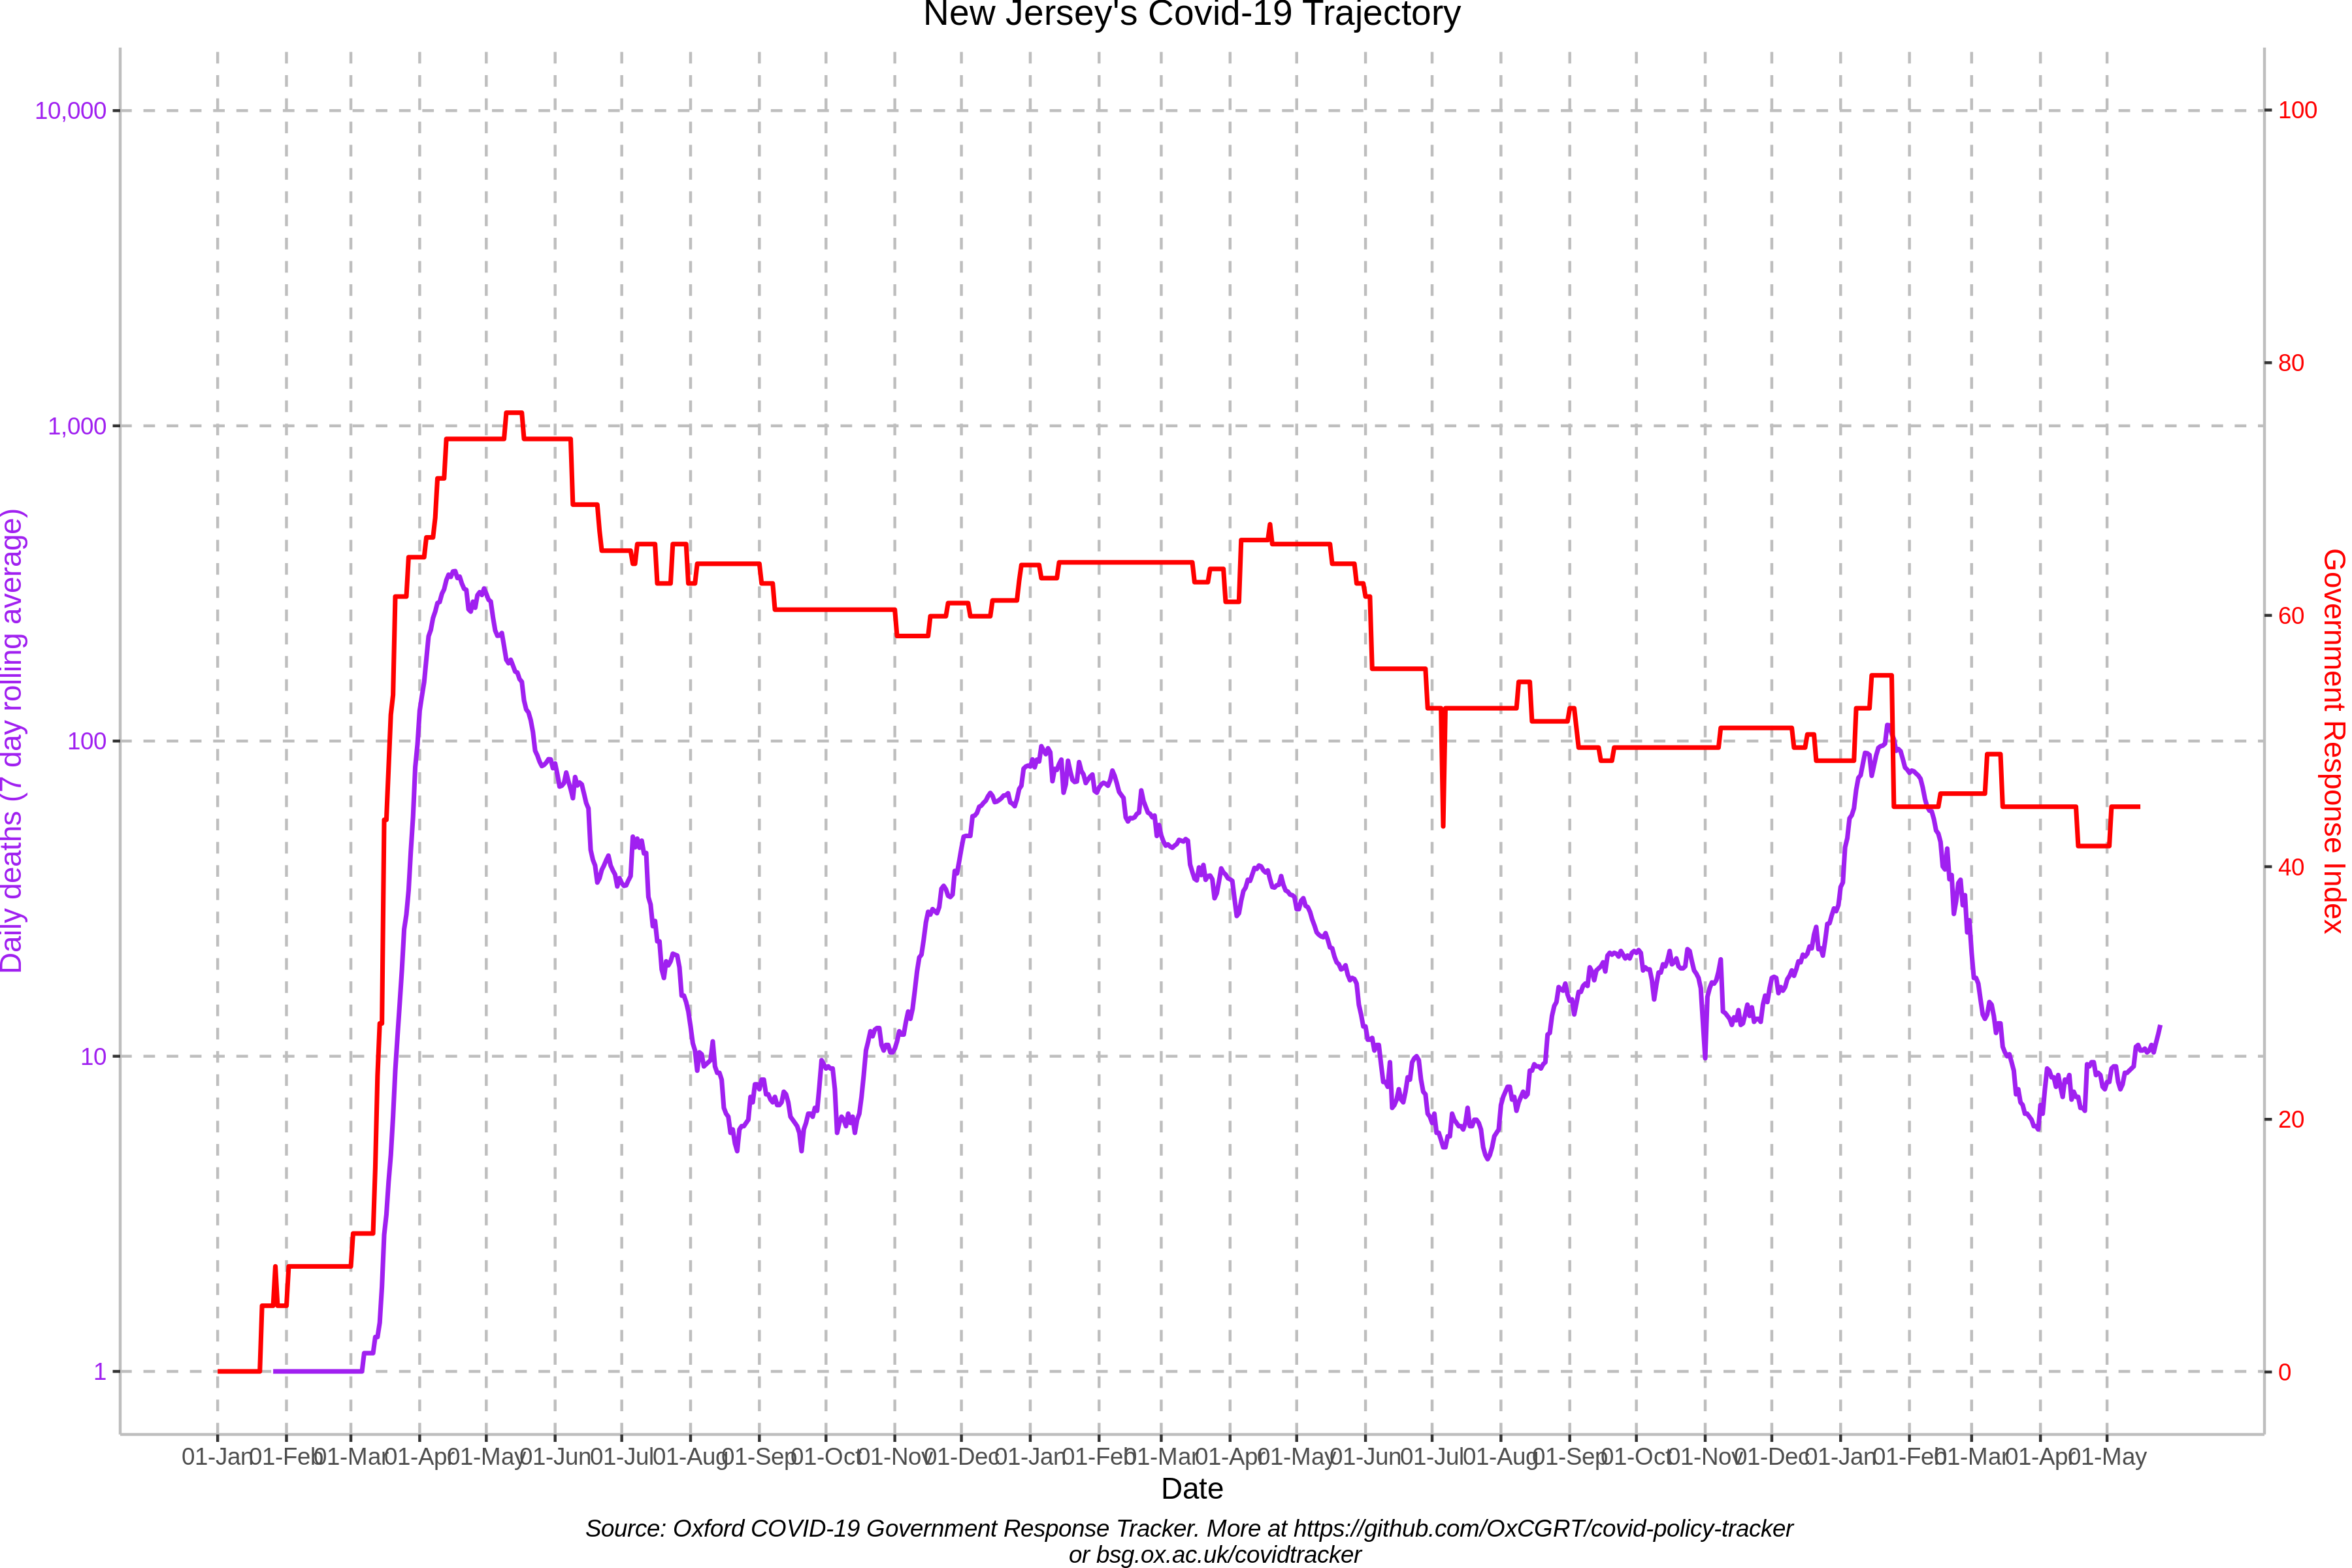 New Jersey's Covid-19 Trajectory
10,000
1,000
100
10
1
Daily deaths (7 day rolling average)
100
80
60
40
20
0
Government Response Index
01-Jan 01-Feb 01-Mar 01-Apr 01-May 01-Jun 01-Jul 01-Aug 01-Sep 01-Oct 01-Nov 01-Dec 01-Jan 01-Feb 01-Mar 01-Apr 01-May 01-Jun 01-Jul 01-Aug 01-Sep 01-Oct 01-Nov 01-Dec 01-Jan 01-Feb 01-Mar 01-Apr 01-May
Date
Source: Oxford COVID-19 Government Response Tracker. More at https://github.com/OxCGRT/covid-policy-tracker
or bsg.ox.ac.uk/covidtracker